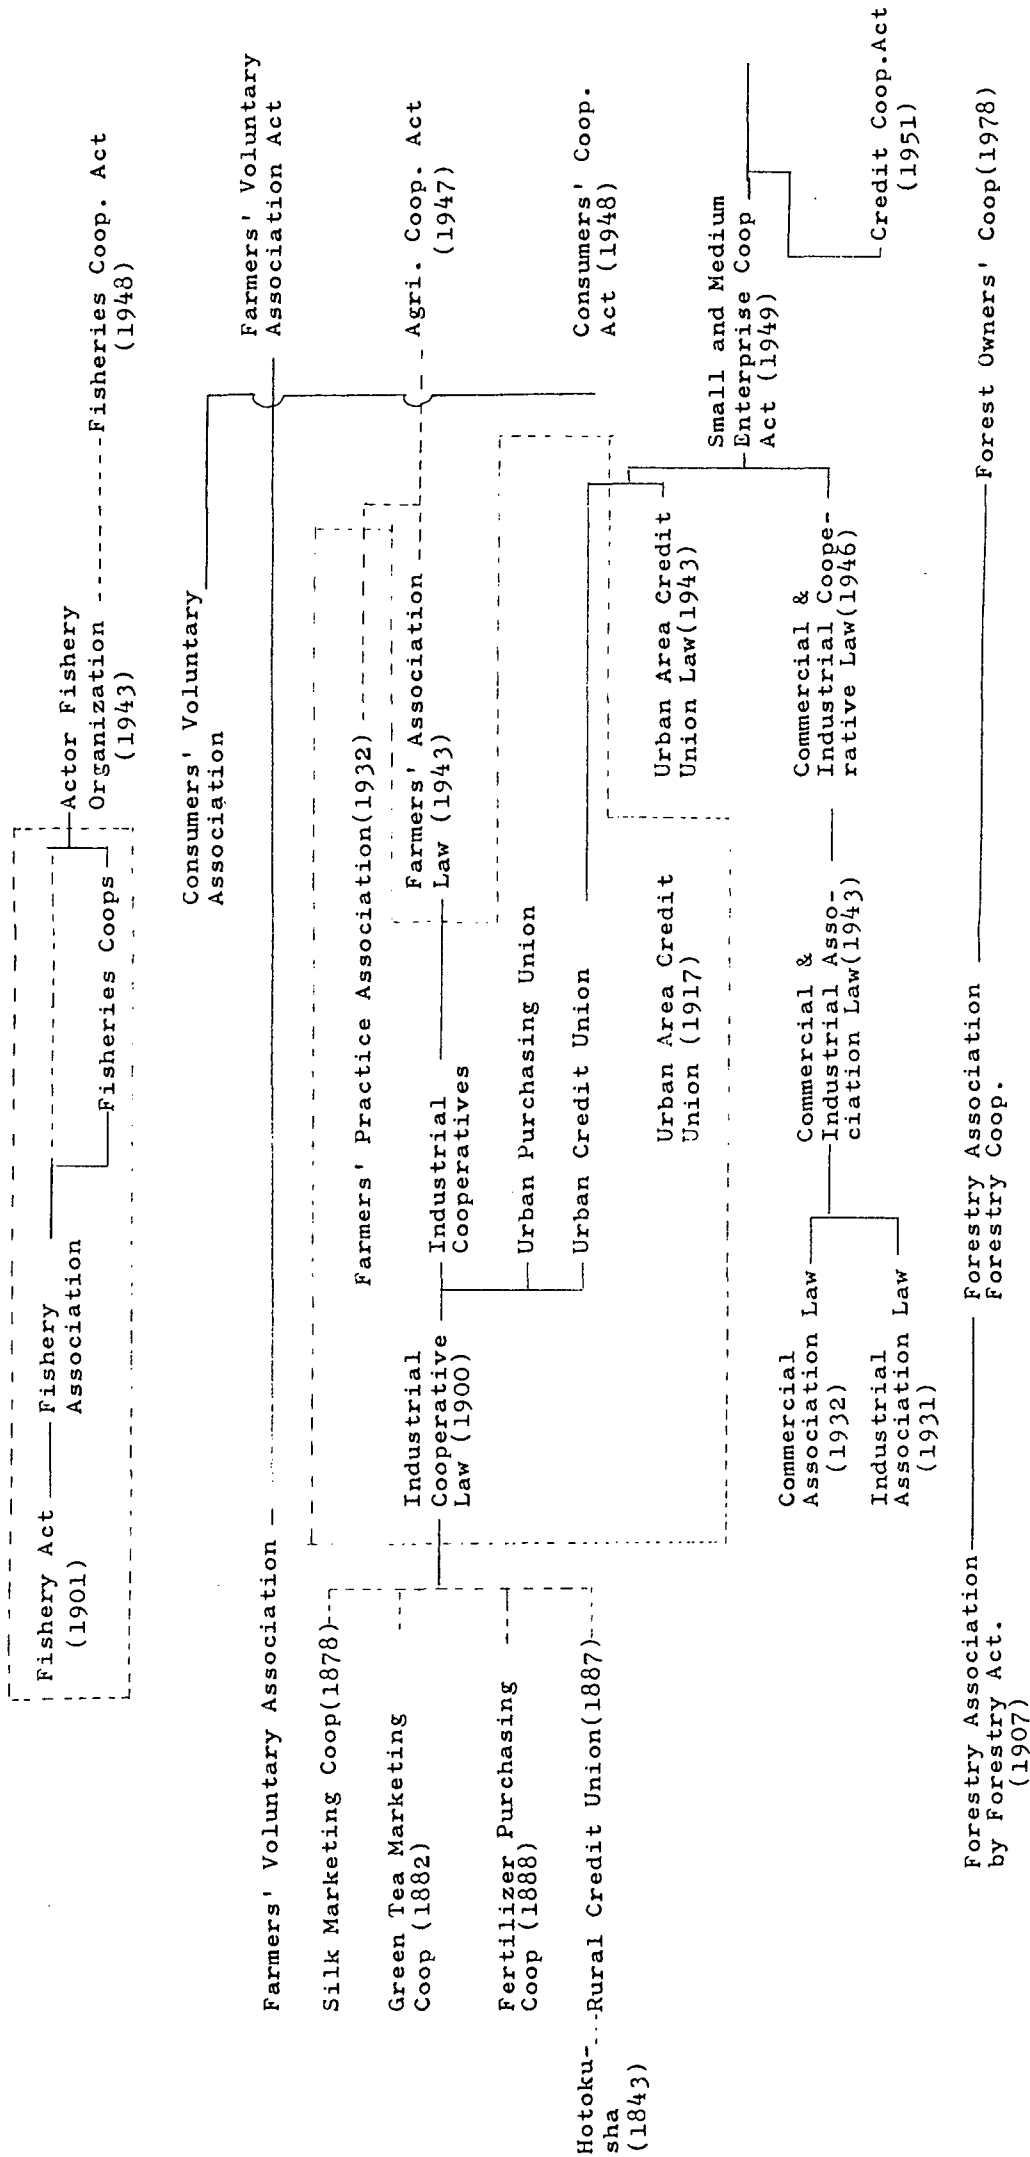 Fishery Act
(1901)
Fishery
Association
Fisheries Coops
Actor Fishery
Organization
(1943)
Fisheries Coop. Act
(1948)
Consumers' Voluntary
Association
Farmers' Voluntary Association
Farmers' Voluntary
Association Act
Silk Marketing Coop(1878)
Green Tea Marketing
Coop (1882)
Fertilizer Purchasing
Coop (1888)
Hotoku-
sha
(1843)
Rural Credit Union(1887)
Industrial
Cooperative
Law (1900)
Farmers' Practice Association(1932)
Industrial
Cooperatives
Farmers' Association
Law (1943)
Agri. Coop. Act
(1947)
Urban Purchasing Union
Urban Credit Union
Consumers' Coop.
Act (1948)
Urban Area Credit
Union (1917)
Urban Area Credit
Union Law(1943)
Small and Medium
Enterprise Coop
Act (1949)
Credit Coop.Act
(1951)
Commercial
Association Law
(1932)
Industrial
Association Law
(1931)
Commercial &
Industrial Asso-
ciation Law(1943)
Commercial &
Industrial Coope-
rative Law(1946)
Forestry Association
by Forestry Act.
(1907)
Forestry Association
Forestry Coop.
Forest Owners' Coop(1978)